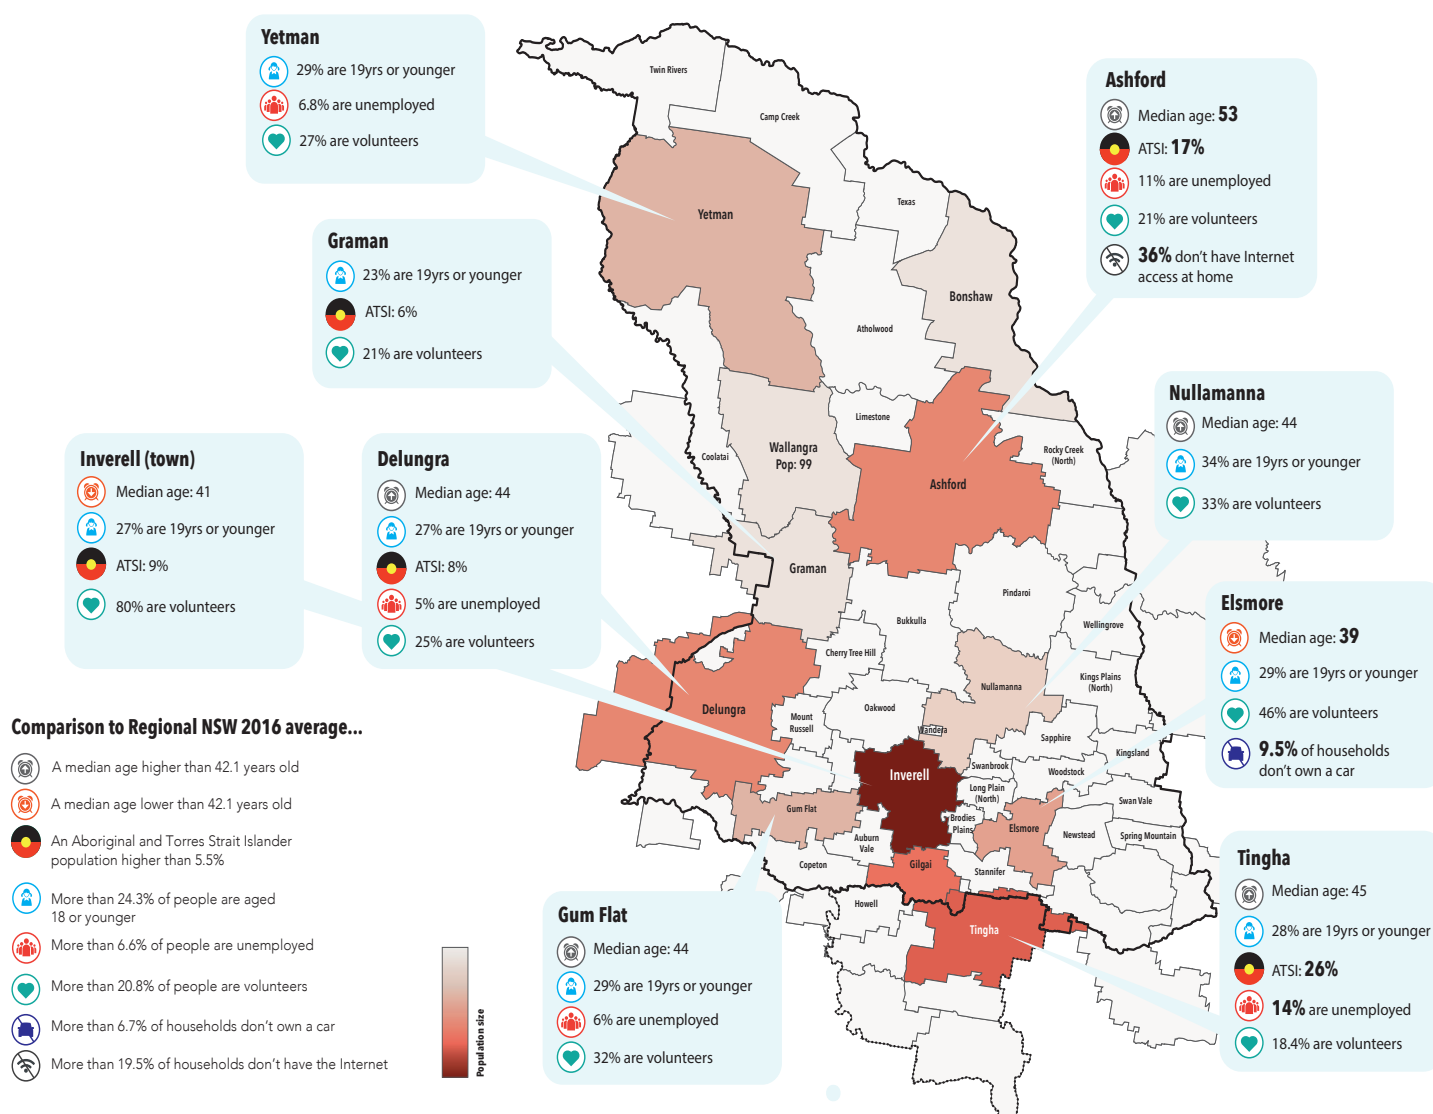 Yetman
29% are 19yrs or younger
6.8% are unemployed
27% are volunteers
Graman
23% are 19yrs or younger
ATSI: 6%
21% are volunteers
Inverell (town)
Median age: 41
27% are 19yrs or younger
ATSI: 9%
80% are volunteers
Delungra
Median age: 44
27% are 19yrs or younger
ATSI: 8%
5% are unemployed
25% are volunteers
Ashford
Median age: 53
ATSI: 17%
11% are unemployed
21% are volunteers
36% don't have Internet
access at home
Nullamanna
Median age: 44
34% are 19yrs or younger
33% are volunteers
Elsmore
Median age: 39
29% are 19yrs or younger
46% are volunteers
9.5% of households
don't own a car
Tingha
Median age: 45
28% are 19yrs or younger
ATSI: 26%
14% are unemployed
18.4% are volunteers
Gum Flat
Median age: 44
29% are 19yrs or younger
6% are unemployed
32% are volunteers
Comparison to Regional NSW 2016 average...
A median age higher than 42.1 years old
A median age lower than 42.1 years old
An Aboriginal and Torres Strait Islander
population higher than 5.5%
More than 24.3% of people are aged
18 or younger
More than 6.6% of people are unemployed
More than 20.8% of people are volunteers
More than 6.7% of households don't own a car
More than 19.5% of households don't have the Internet
Population size
Twin Rivers
Camp Creek
Texas
Yetman
Bonshaw
Atholwood
Limestone
Wallangra
Pop: 99
Coolatai
Rocky Creek
(North)
Ashford
Graman
Pindaroi
Bukkulla
Wellingrove
Cherry Tree Hill
Nullamanna
Kings Plains
(North)
Delungra
Oakwood
Mount
Russell
Wandera
Sapphire
Kingsland
Inverell
Swanbrook
Woodstock
Long Plain
(North)
Swan Vale
Gum Flat
Brodies
Plains
Elsmore
Newstead
Spring Mountain
Auburn
Vale
Copeton
Gilgai
Stannifer
Howell
Tingha